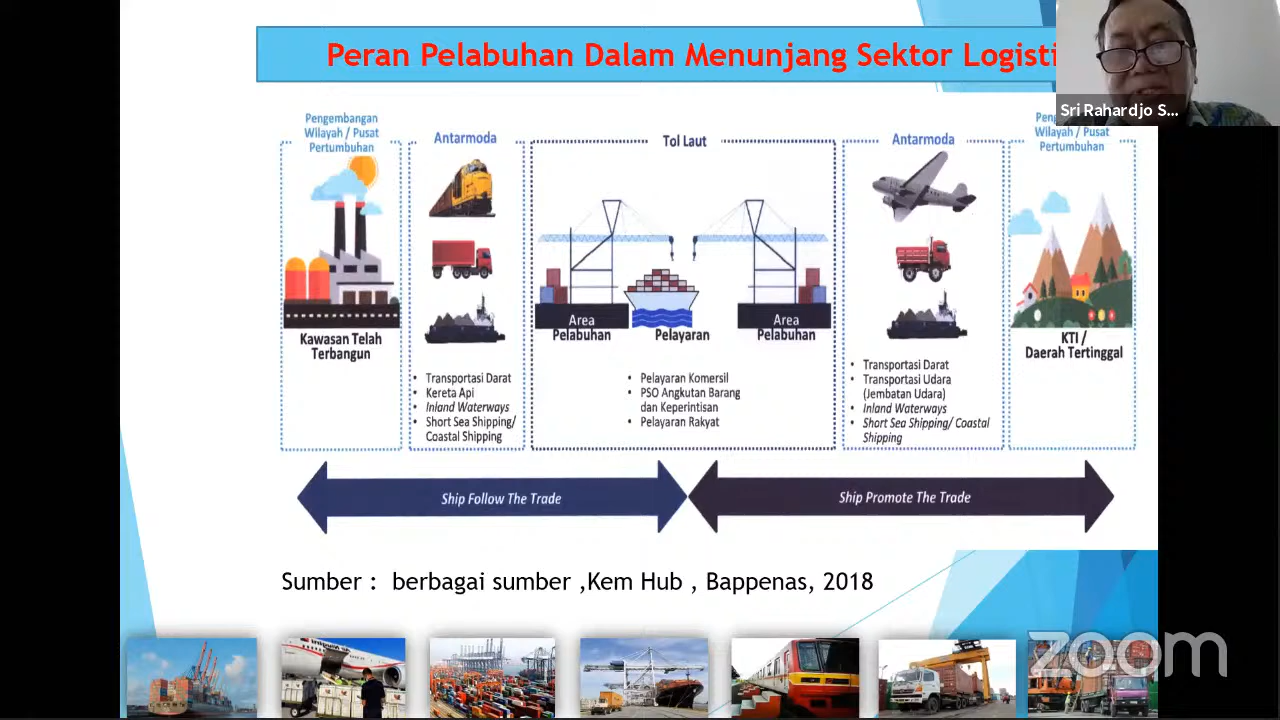 Peran Pelabuhan Dalam Menunjang Sektor Logisti
Sri Rahardjo S...
Pengembangan
Wilayah / Pusat
Pertumbuhan
Antarmoda
Tol Laut
Antarmoda
Wilayah / Pusat
Pertumbuhan
Kawasan Telah
Terbangun
Area
Pelabuhan
Pelayaran
Area
Pelabuhan
KTI /
Daerah Tertinggal
• Transportasi Darat
• Kereta Api
• Inland Waterways
• Short Sea Shipping/
Coastal Shipping
• Pelayaran Komersil
• PSO Angkutan Barang
dan Keperintisan
• Pelayaran Rakyat
• Transportasi Darat
• Transportasi Udara
(Jembatan Udara)
• Inland Waterways
• Short Sea Shipping/ Coastal
Shipping
Ship Follow The Trade
Ship Promote The Trade
Sumber : berbagai sumber ,Kem Hub , Bappenas, 2018
zoom